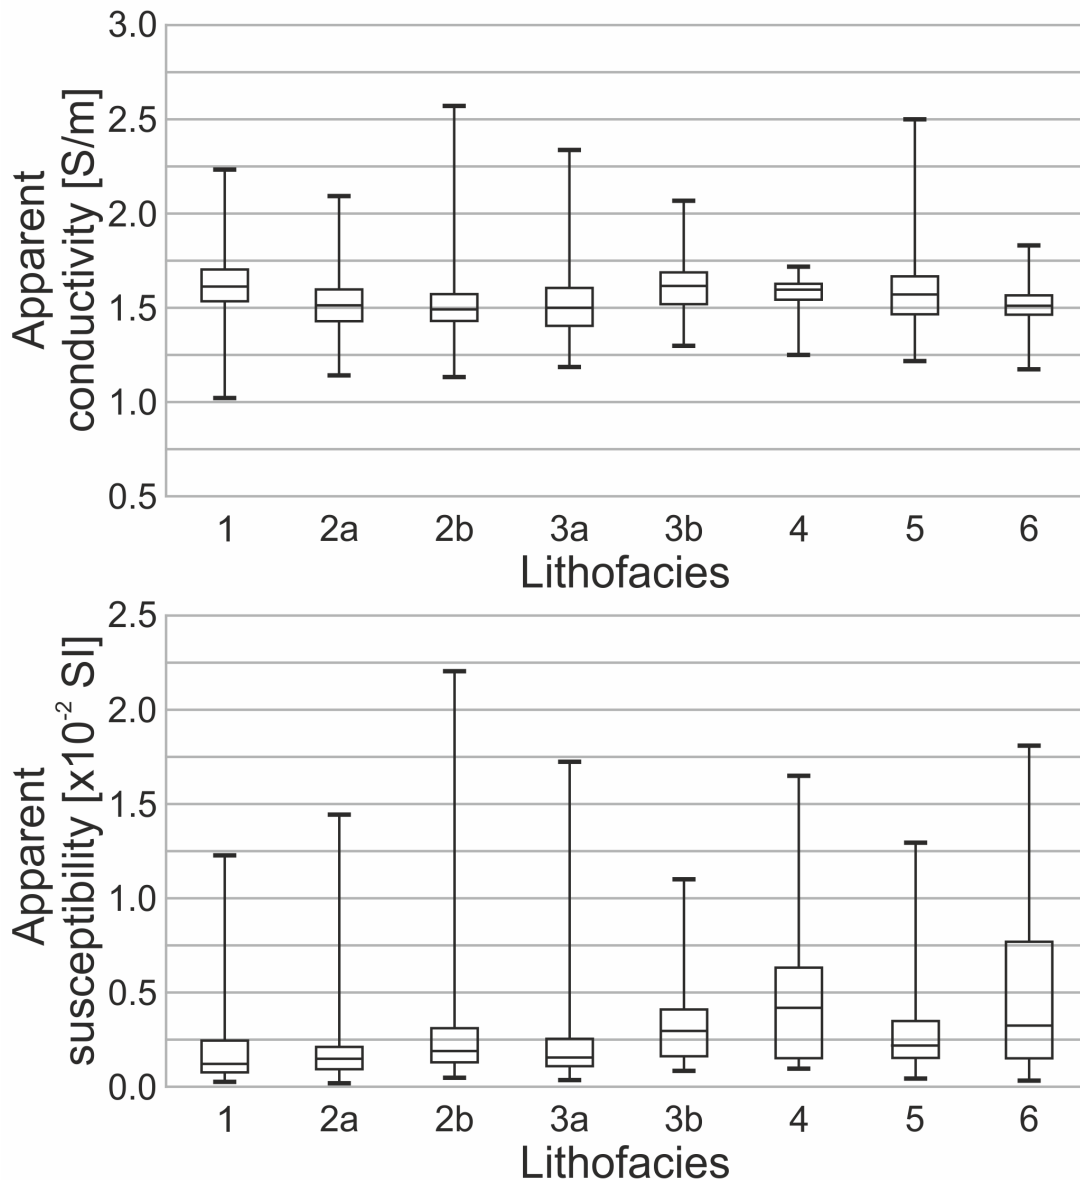 Apparent
conductivity [S/m]
3.0
2.5
2.0
1.5
1.0
0.5
1 2a 2b 3a 3b 4 5 6
Lithofacies
Apparent
susceptibility [x10⁻² SI]
2.5
2.0
1.5
1.0
0.5
0.0
1 2a 2b 3a 3b 4 5 6
Lithofacies